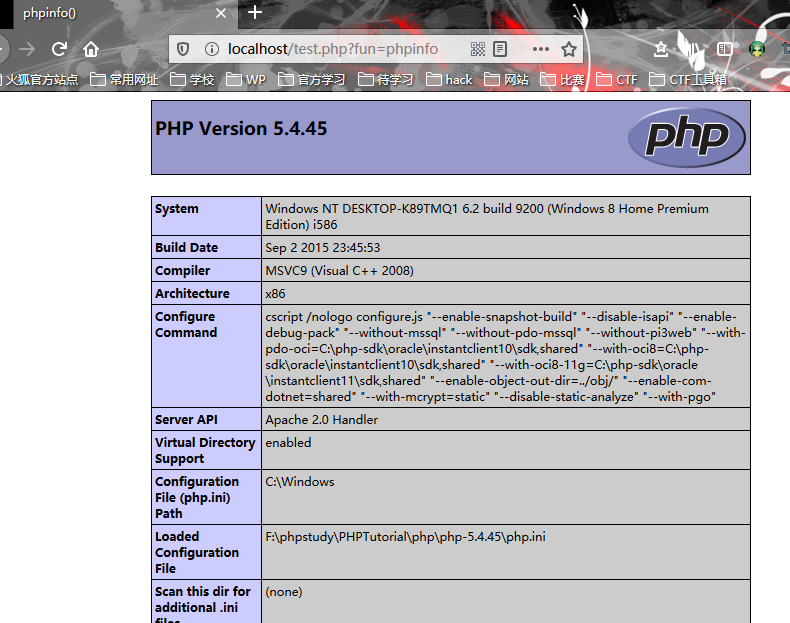 phpinfo()
localhost/test.php?fun=phpinfo
火狐官方站点 常用网址 学校 WP 官方学习 待学习 hack 网站 比赛 CTF CTF工具箱
PHP Version 5.4.45
php
System
Windows NT DESKTOP-K89TMQ1 6.2 build 9200 (Windows 8 Home Premium
Edition) i586
Build Date
Sep 2 2015 23:45:53
Compiler
MSVC9 (Visual C++ 2008)
Architecture
x86
Configure
Command
cscript /nologo configure.js "--enable-snapshot-build" "--disable-isapi" "--enable-
debug-pack" "--without-mssql" "--without-pdo-mssql" "--without-pi3web" "--with-
pdo-oci=C:\php-sdk\oracle\instantclient10\sdk,shared" "--with-oci8=C:\php-
sdk\oracle\instantclient10\sdk,shared" "--with-oci8-11g=C:\php-sdk\oracle
\instantclient11\sdk,shared" "--enable-object-out-dir=../obj/" "--enable-com-
dotnet=shared" "--with-mcrypt=static" "--disable-static-analyze" "--with-pgo"
Server API
Apache 2.0 Handler
Virtual Directory
Support
enabled
Configuration
File (php.ini)
Path
C:\Windows
Loaded
Configuration
File
F:\phpstudy\PHPTutorial\php\php-5.4.45\php.ini
Scan this dir for
additional .ini
files
(none)